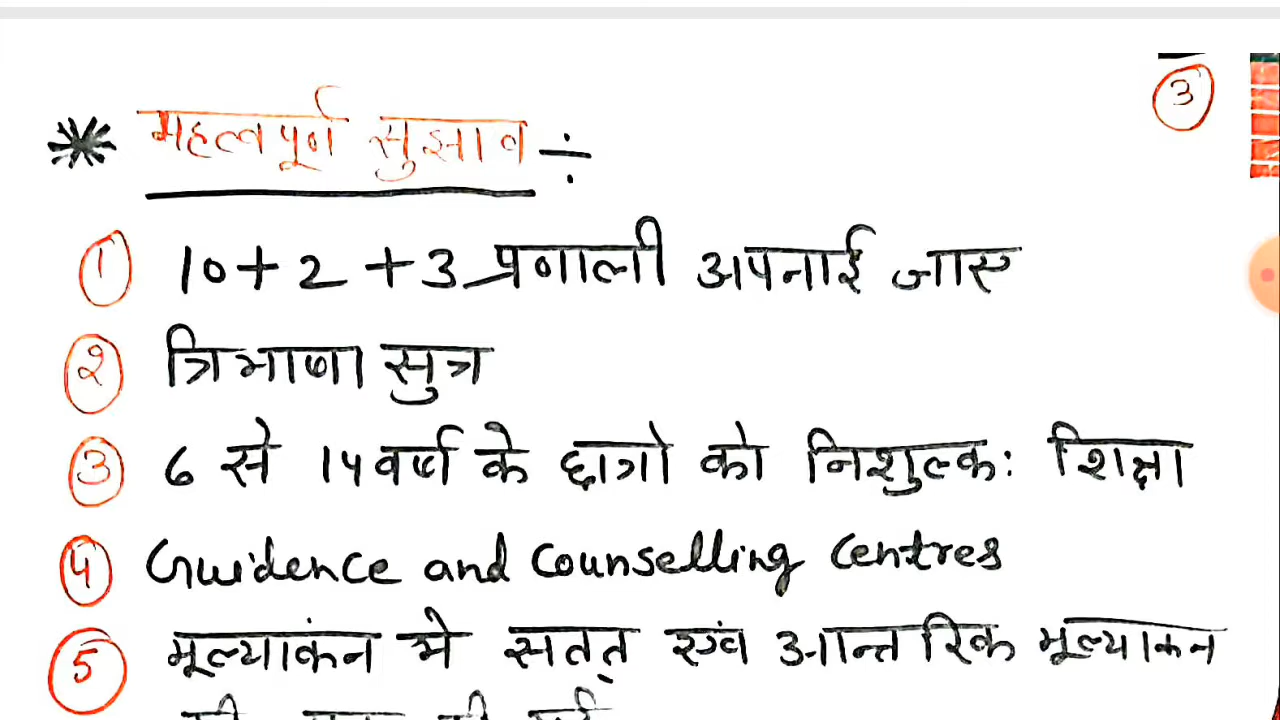 3
महत्वपूर्ण सुझाव ÷
1 10+2+3 प्रणाली अपनाई जाए
2 त्रिभाषा सुत्र
3 6 से 14 वर्ष के छात्रो को निशुल्क: शिक्षा
4 Guidence and counselling centres
5 मूल्याकंन मे सतत् एवं आन्तरिक मूल्याकन